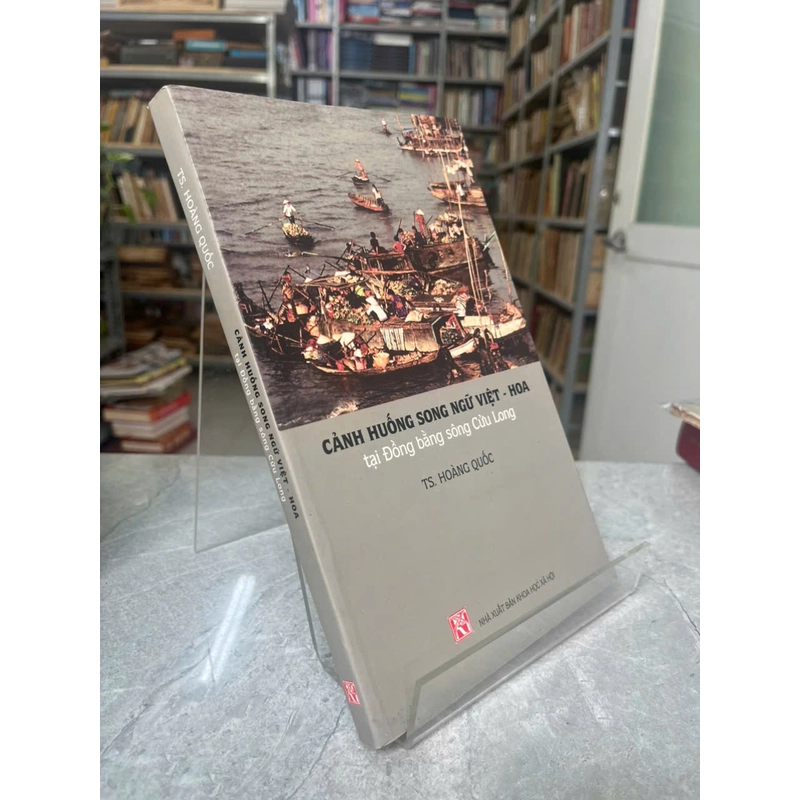 TS. HOÀNG QUỐC
CẢNH HUỐNG SONG NGỮ VIỆT - HOA
tại Đồng bằng sông Cửu Long
CẢNH HUỐNG SONG NGỮ VIỆT - HOA
tại Đồng bằng sông Cửu Long
TS. HOÀNG QUỐC
NHÀ XUẤT BẢN KHOA HỌC XÃ HỘI